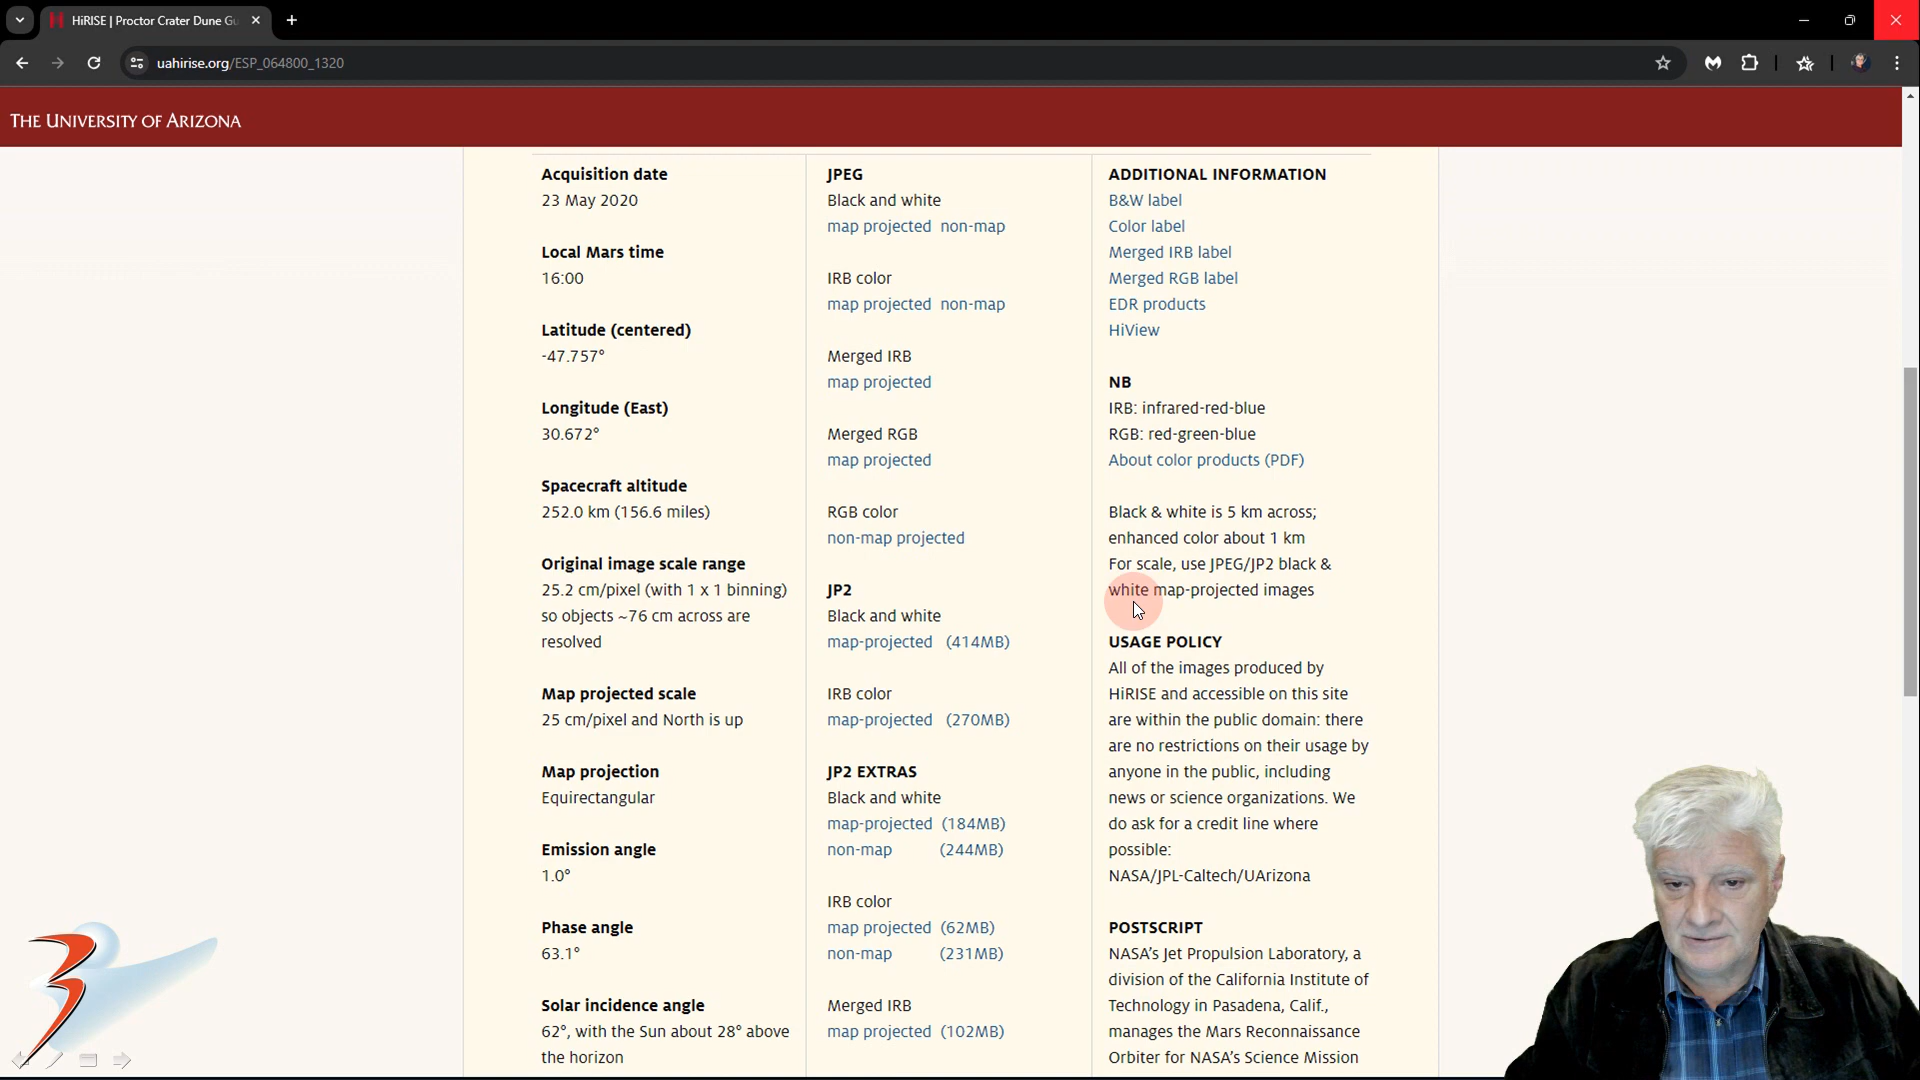 HiRISE | Proctor Crater Dune Gu
uahirise.org/ESP_064800_1320
THE UNIVERSITY OF ARIZONA
Acquisition date
23 May 2020
Local Mars time
16:00
Latitude (centered)
-47.757°
Longitude (East)
30.672°
Spacecraft altitude
252.0 km (156.6 miles)
Original image scale range
25.2 cm/pixel (with 1 x 1 binning)
so objects ~76 cm across are
resolved
Map projected scale
25 cm/pixel and North is up
Map projection
Equirectangular
Emission angle
1.0°
Phase angle
63.1°
Solar incidence angle
62°, with the Sun about 28° above
the horizon
JPEG
Black and white
map projected non-map
IRB color
map projected non-map
Merged IRB
map projected
Merged RGB
map projected
RGB color
non-map projected
JP2
Black and white
map-projected (414MB)
IRB color
map-projected (270MB)
JP2 EXTRAS
Black and white
map-projected (184MB)
non-map (244MB)
IRB color
map projected (62MB)
non-map (231MB)
Merged IRB
map projected (102MB)
ADDITIONAL INFORMATION
B&W label
Color label
Merged IRB label
Merged RGB label
EDR products
HiView
NB
IRB: infrared-red-blue
RGB: red-green-blue
About color products (PDF)
Black & white is 5 km across;
enhanced color about 1 km
For scale, use JPEG/JP2 black &
white map-projected images
USAGE POLICY
All of the images produced by
HiRISE and accessible on this site
are within the public domain: there
are no restrictions on their usage by
anyone in the public, including
news or science organizations. We
do ask for a credit line where
possible:
NASA/JPL-Caltech/UArizona
POSTSCRIPT
NASA's Jet Propulsion Laboratory, a
division of the California Institute of
Technology in Pasadena, Calif.,
manages the Mars Reconnaissance
Orbiter for NASA's Science Mission